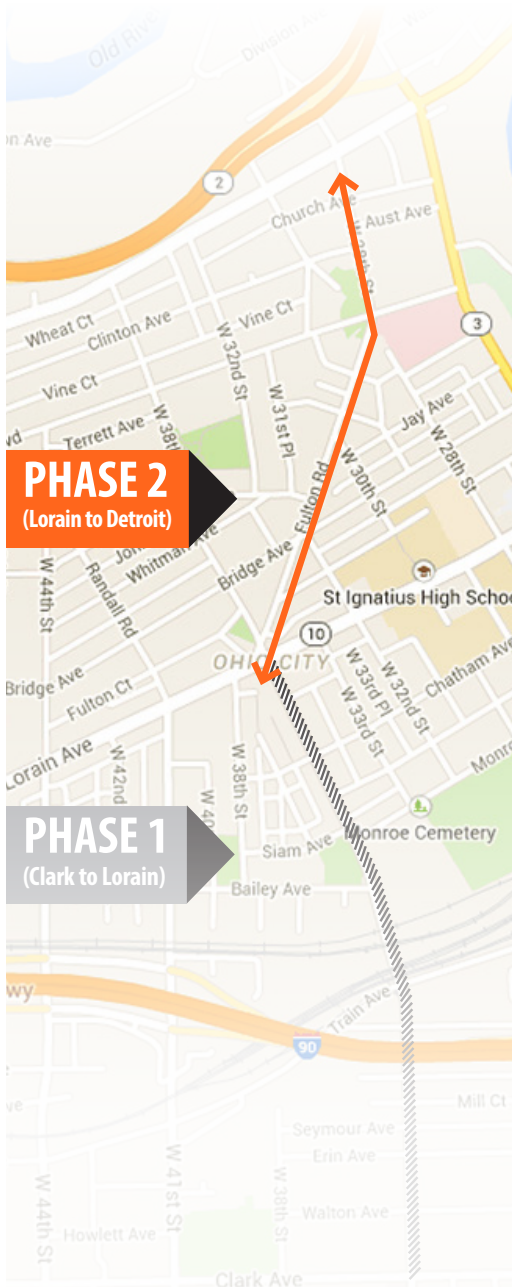 Old Riv
Division Ave
on Ave
2
Church Ave
Aust Ave
W 28th St
3
Wheat Ct
Clinton Ave
Vine Ct
W 32nd St
Vine Ct
W 31st Pl
Jay Ave
Terrett Ave
W 38th
W 28th St
vd
PHASE 2
(Lorain to Detroit)
Fulton Rd
W 30th St
Joh
Whitman Ave
Bridge Ave
W 44th St
Randall Rd
St Ignatius High Schoo
10
OHIO CITY
Bridge Ave
Fulton Ct
W 33rd Pl
W 32nd St
Chatham Ave
W 33rd St
Lorain Ave
W 42nd
W 38th St
Monro
W 40
PHASE 1
(Clark to Lorain)
Monroe Cemetery
Siam Ave
Bailey Ave
wy
Train Ave
90
ve
Mill Ct
Seymour Ave
Erin Ave
W 44th St
W 41st St
W 38th St
Walton Ave
Howlett Ave
Clark Ave